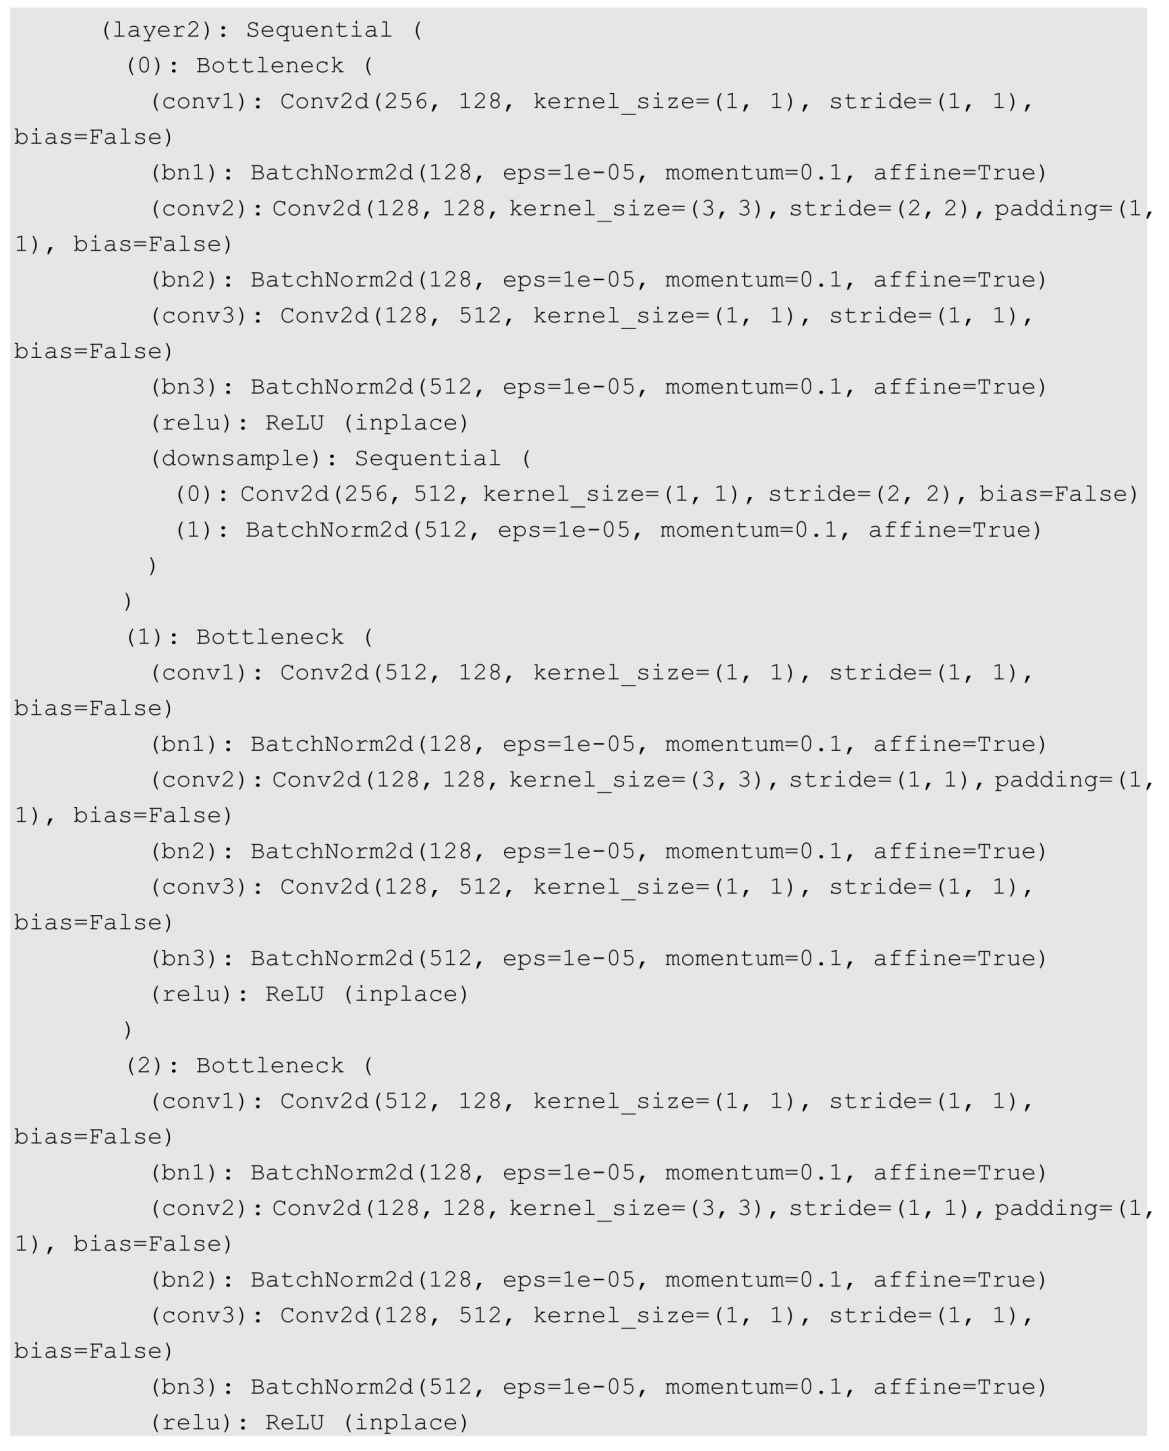 (layer2): Sequential (
(0): Bottleneck (
(conv1): Conv2d(256, 128, kernel_size=(1, 1), stride=(1, 1),
bias=False)
(bn1): BatchNorm2d(128, eps=1e-05, momentum=0.1, affine=True)
(conv2): Conv2d(128, 128, kernel_size=(3, 3), stride=(2, 2), padding=(1,
1), bias=False)
(bn2): BatchNorm2d(128, eps=1e-05, momentum=0.1, affine=True)
(conv3): Conv2d(128, 512, kernel_size=(1, 1), stride=(1, 1),
bias=False)
(bn3): BatchNorm2d(512, eps=1e-05, momentum=0.1, affine=True)
(relu): ReLU (inplace)
(downsample): Sequential (
(0): Conv2d(256, 512, kernel_size=(1, 1), stride=(2, 2), bias=False)
(1): BatchNorm2d(512, eps=1e-05, momentum=0.1, affine=True)
)
)
(1): Bottleneck (
(conv1): Conv2d(512, 128, kernel_size=(1, 1), stride=(1, 1),
bias=False)
(bn1): BatchNorm2d(128, eps=1e-05, momentum=0.1, affine=True)
(conv2): Conv2d(128, 128, kernel_size=(3, 3), stride=(1, 1), padding=(1,
1), bias=False)
(bn2): BatchNorm2d(128, eps=1e-05, momentum=0.1, affine=True)
(conv3): Conv2d(128, 512, kernel_size=(1, 1), stride=(1, 1),
bias=False)
(bn3): BatchNorm2d(512, eps=1e-05, momentum=0.1, affine=True)
(relu): ReLU (inplace)
)
(2): Bottleneck (
(conv1): Conv2d(512, 128, kernel_size=(1, 1), stride=(1, 1),
bias=False)
(bn1): BatchNorm2d(128, eps=1e-05, momentum=0.1, affine=True)
(conv2): Conv2d(128, 128, kernel_size=(3, 3), stride=(1, 1), padding=(1,
1), bias=False)
(bn2): BatchNorm2d(128, eps=1e-05, momentum=0.1, affine=True)
(conv3): Conv2d(128, 512, kernel_size=(1, 1), stride=(1, 1),
bias=False)
(bn3): BatchNorm2d(512, eps=1e-05, momentum=0.1, affine=True)
(relu): ReLU (inplace)